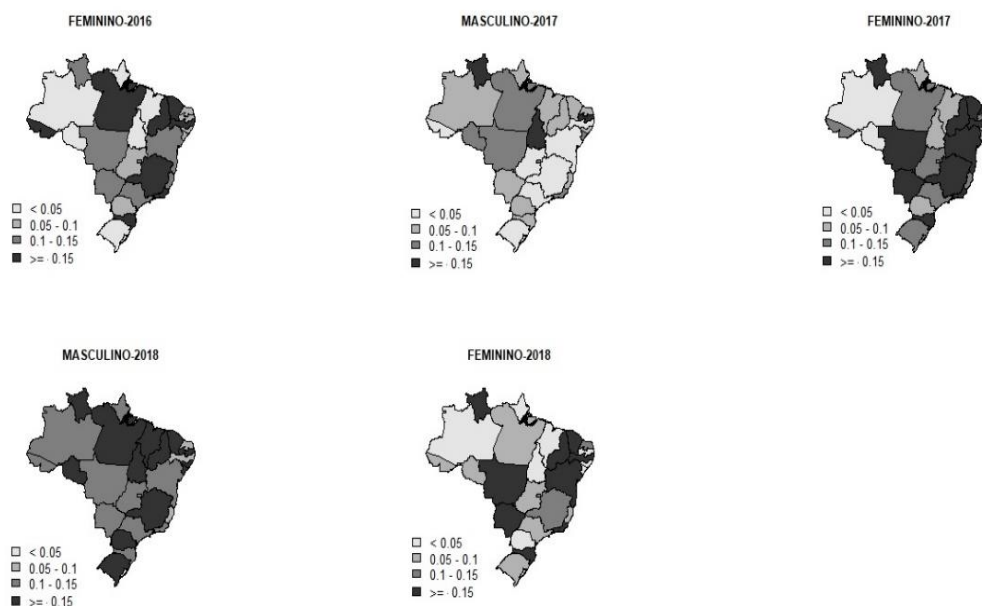 FEMININO-2016
MASCULINO-2017
FEMININO-2017
< 0.05
0.05 - 0.1
0.1 - 0.15
>= - 0.15
< 0.05
0.05 - 0.1
0.1 - 0.15
>= - 0.15
< 0.05
0.05 - 0.1
0.1 - 0.15
>= - 0.15
MASCULINO-2018
FEMININO-2018
< 0.05
0.05 - 0.1
0.1 - 0.15
>= - 0.15
< 0.05
0.05 - 0.1
0.1 - 0.15
>= - 0.15